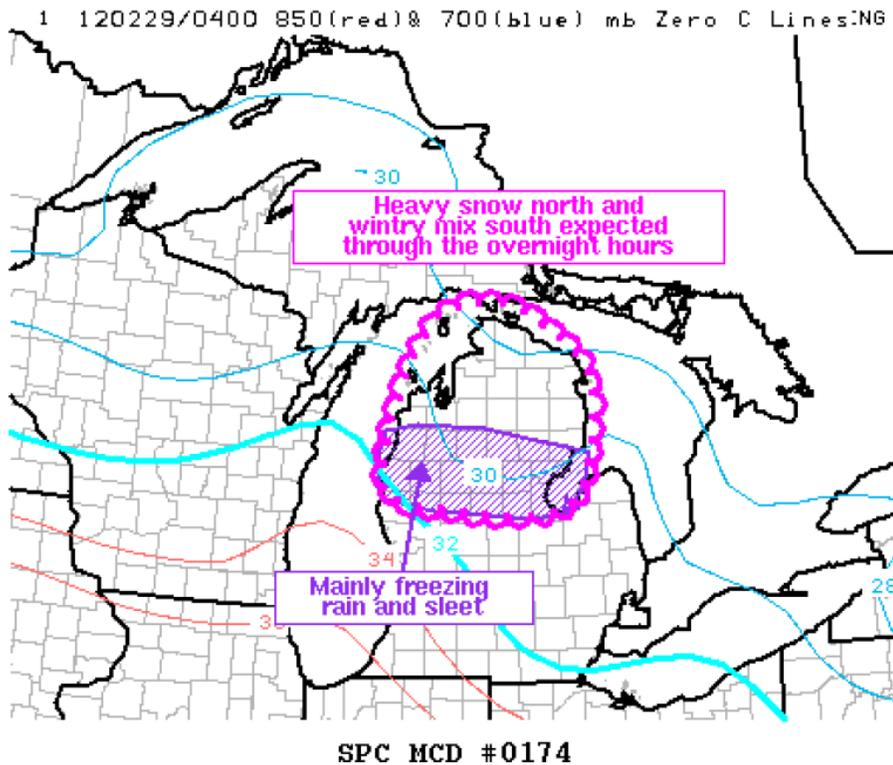 1 120229/0400 850(red)& 700(blue) mb Zero C Lines:NG
30
Heavy snow north and
wintry mix south expected
through the overnight hours
30
32
34
Mainly freezing
rain and sleet
28
SPC MCD #0174